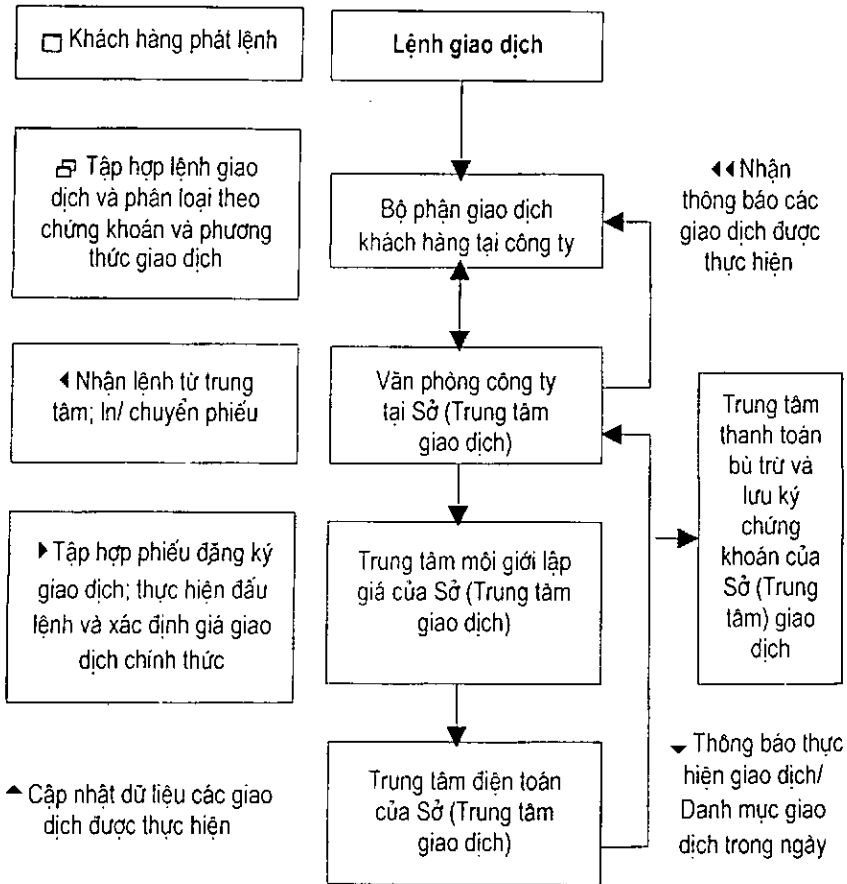 Khách hàng phát lệnh
Lệnh giao dịch
Tập hợp lệnh giao
dịch và phân loại theo
chứng khoán và phương
thức giao dịch
Bộ phận giao dịch
khách hàng tại công ty
Nhận
thông báo các
giao dịch được
thực hiện
Nhận lệnh từ trung
tâm; In/ chuyển phiếu
Văn phòng công ty
tại Sở (Trung tâm
giao dịch)
Trung tâm
thanh toán
bù trừ và
lưu ký
chứng
khoán của
Sở (Trung
tâm) giao
dịch
Tập hợp phiếu đăng ký
giao dịch; thực hiện đấu
lệnh và xác định giá giao
dịch chính thức
Trung tâm môi giới lập
giá của Sở (Trung tâm
giao dịch)
Cập nhật dữ liệu các giao
dịch được thực hiện
Trung tâm điện toán
của Sở (Trung tâm
giao dịch)
Thông báo thực
hiện giao dịch/
Danh mục giao
dịch trong ngày